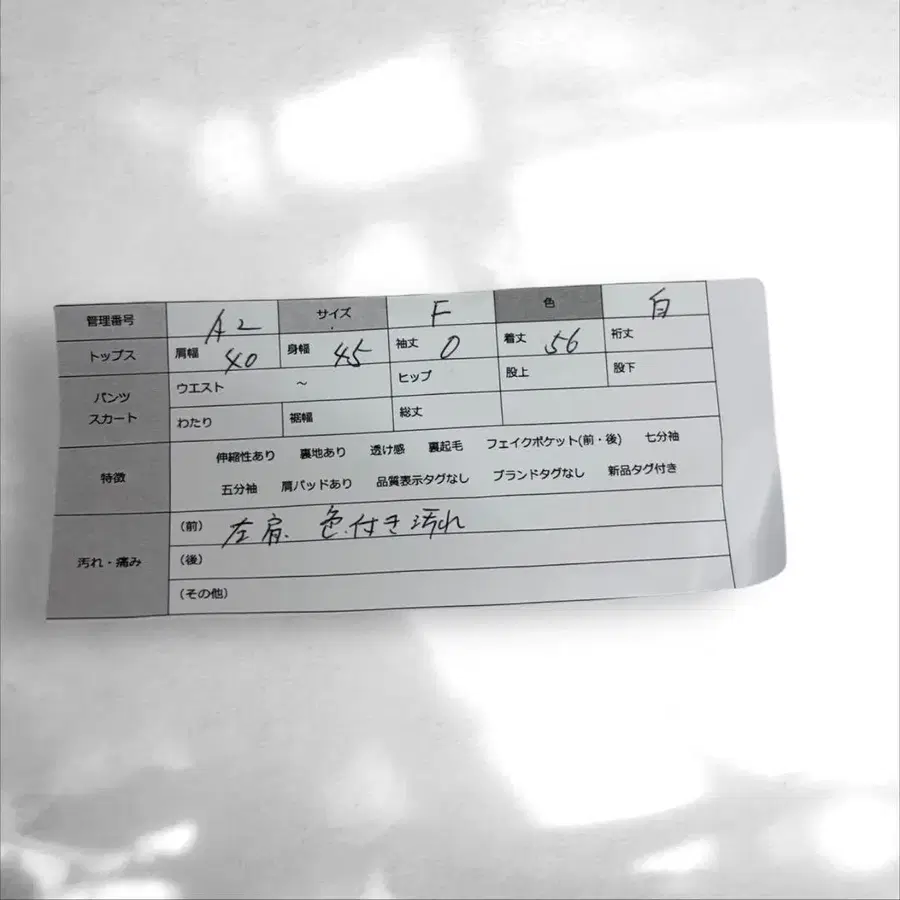 管理番号 A2 サイズ F 色 白
トップス 肩幅 40 身幅 45 袖丈 0 着丈 56 裄丈
パンツ スカート ウエスト ～ ヒップ 股上 股下
わたり 裾幅 総丈
特徴 伸縮性あり 裏地あり 透け感 裏起毛 フェイクポケット(前・後) 七分袖
五分袖 肩パッドあり 品質表示タグなし ブランドタグなし 新品タグ付き
汚れ・痛み (前) 左肩、色付き汚れ
(後)
(その他)